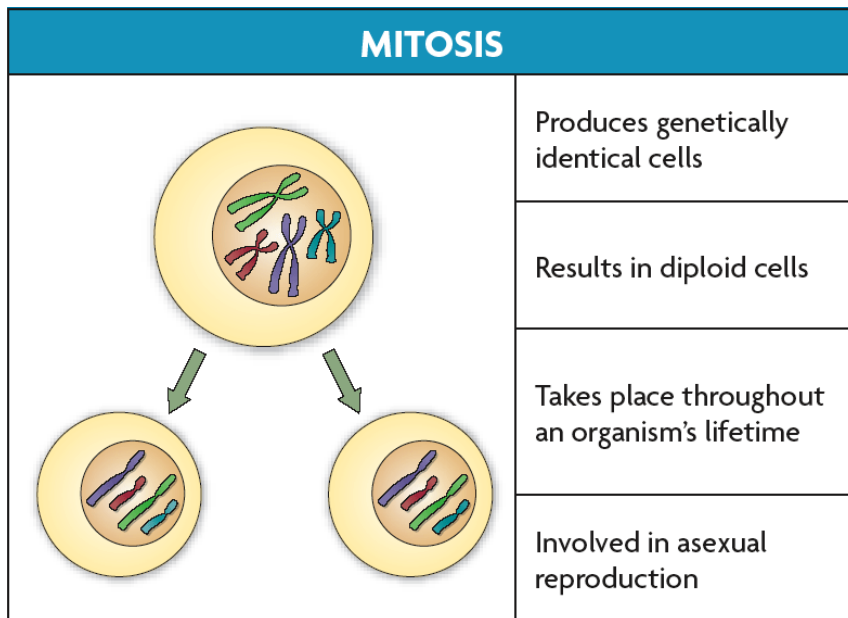 MITOSIS
Produces genetically
identical cells
Results in diploid cells
Takes place throughout
an organism’s lifetime
Involved in asexual
reproduction